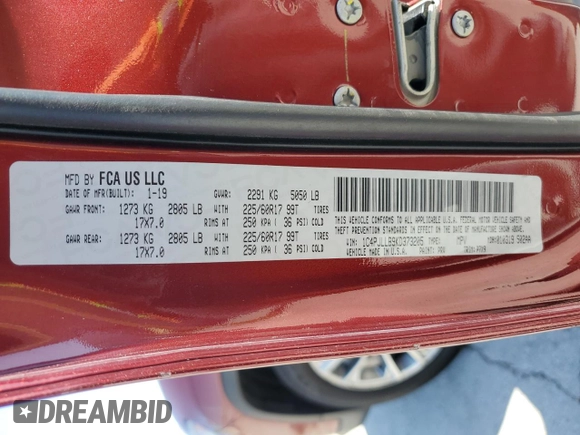 MFD BY FCA US LLC
DATE OF MFR(BUILT): 1-19 GVWR: 2291 KG 5050 LB
GAWR FRONT: 1273 KG 2805 LB WITH 225/60R17 99T TIRES
17X7.0 RIMS AT 250 KPA ( 36 PSI) COLD
GAWR REAR: 1273 KG 2805 LB WITH 225/60R17 99T TIRES
17X7.0 RIMS AT 250 KPA ( 36 PSI) COLD
THIS VEHICLE CONFORMS TO ALL APPLICABLE U.S.A. FEDERAL MOTOR VEHICLE SAFETY AND
THEFT PREVENTION STANDARDS IN EFFECT ON THE DATE OF MANUFACTURE SHOWN ABOVE.
VIN: 1C4PJLLB9KD373205 TYPE: MPV
VEHICLE MADE IN U.S.A. PAINT: PRV
DREAMBID